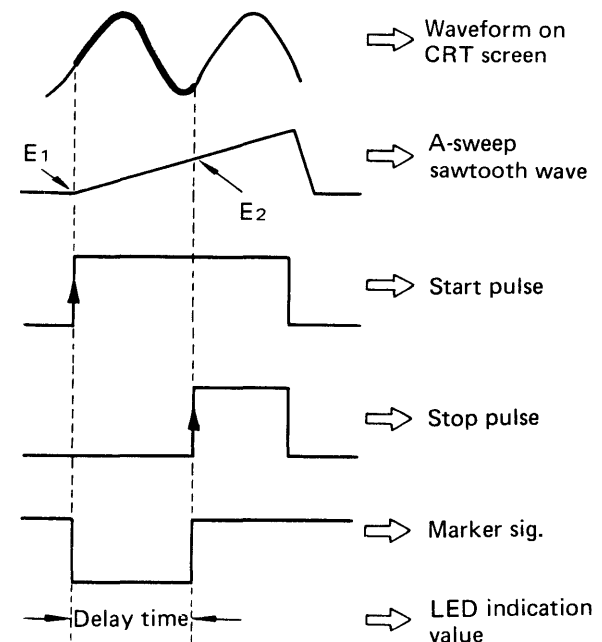 Waveform on
CRT screen
A-sweep
sawtooth wave
E1
E2
Start pulse
Stop pulse
Marker sig.
Delay time
LED indication
value